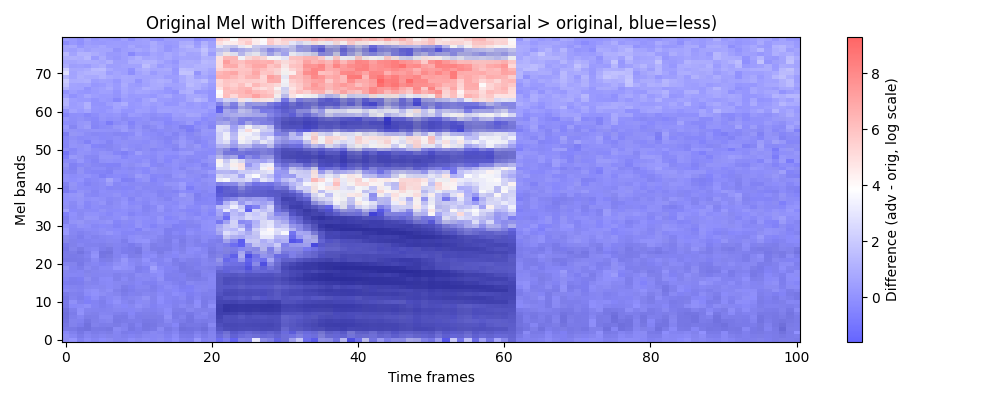 Original Mel with Differences (red=adversarial > original, blue=less)
70
60
50
40
30
20
10
0
Mel bands
0 20 40 60 80 100
Time frames
8
6
4
2
0
Difference (adv - orig, log scale)